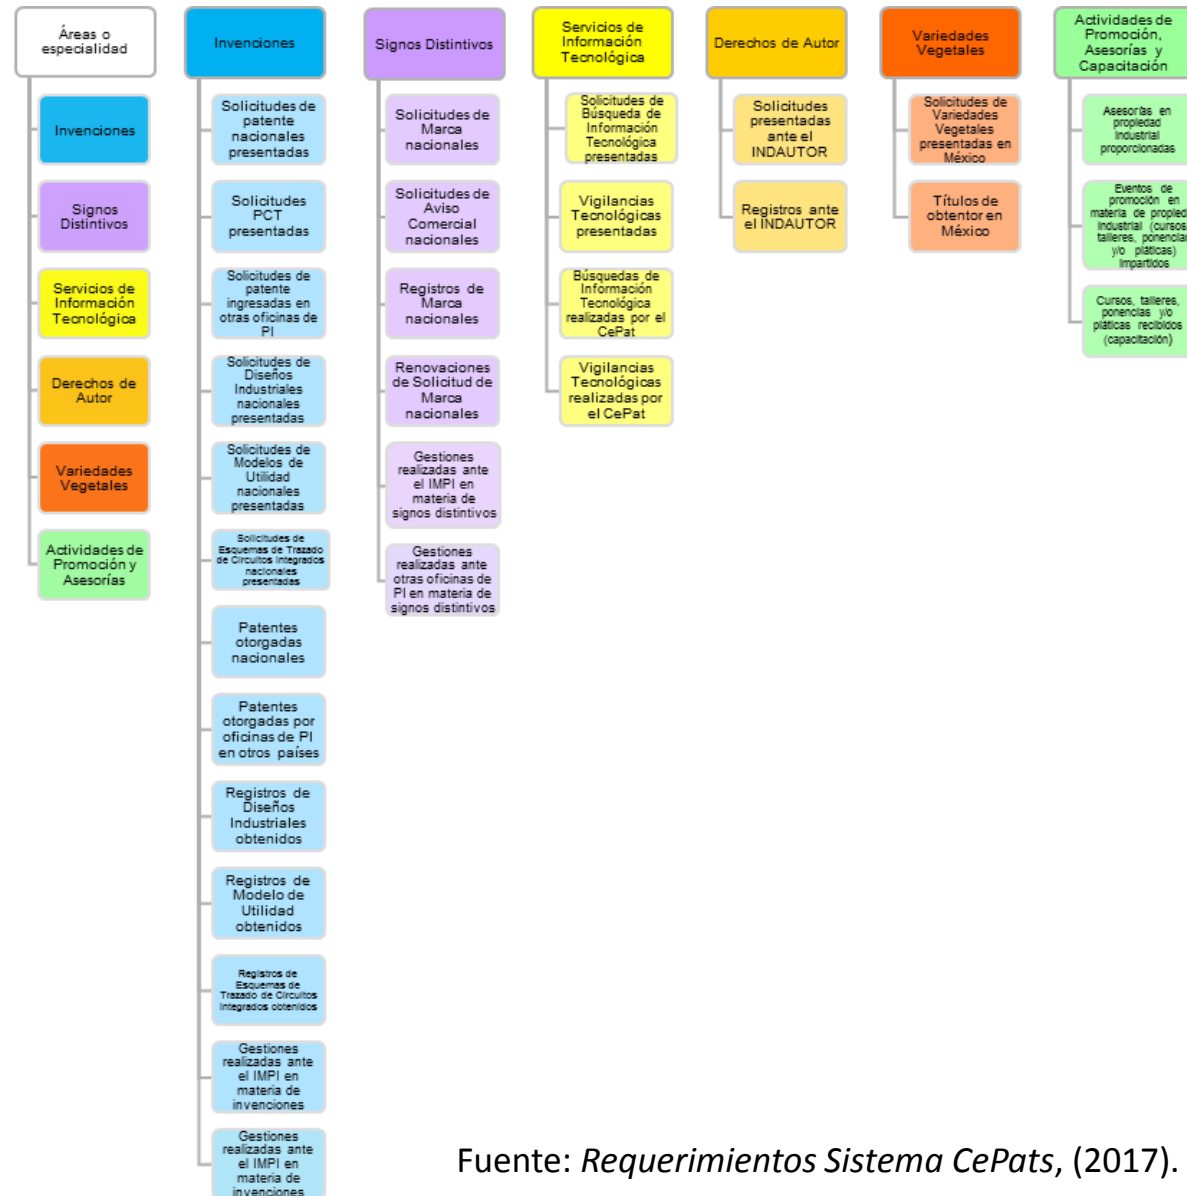 Áreas o
especialidad
Invenciones
Signos
Distintivos
Servicios de
Información
Tecnológica
Derechos de
Autor
Variedades
Vegetales
Actividades de
Promoción y
Asesorías
Invenciones
Solicitudes de
patente
nacionales
presentadas
Solicitudes
PCT
presentadas
Solicitudes de
patente
ingresadas en
otras oficinas de
PI
Solicitudes de
Diseños
Industriales
nacionales
presentadas
Solicitudes de
Modelos de
Utilidad
nacionales
presentadas
Solicitudes de
Esquemas de Trazado
de Circuitos Integrados
nacionales
presentadas
Patentes
otorgadas
nacionales
Patentes
otorgadas por
oficinas de PI
en otros países
Registros de
Diseños
Industriales
obtenidos
Registros de
Modelo de
Utilidad
obtenidos
Registros de
Esquemas de
Trazado de Circuitos
Integrados obtenidos
Gestiones
realizadas ante
el IMPI en
materia de
invenciones
Gestiones
realizadas ante
el IMPI en
materia de
invenciones
Signos Distintivos
Solicitudes de
Marca
nacionales
Solicitudes de
Aviso
Comercial
nacionales
Registros de
Marca
nacionales
Renovaciones
de Solicitud de
Marca
nacionales
Gestiones
realizadas ante
el IMPI en
materia de
signos distintivos
Gestiones
realizadas ante
otras oficinas de
PI en materia de
signos distintivos
Servicios de
Información
Tecnológica
Solicitudes de
Búsqueda de
Información
Tecnológica
presentadas
Vigilancias
Tecnológicas
presentadas
Búsquedas de
Información
Tecnológica
realizadas por el
CePat
Vigilancias
Tecnológicas
realizadas por
el CePat
Derechos de Autor
Solicitudes
presentadas
ante el
INDAUTOR
Registros ante
el INDAUTOR
Variedades
Vegetales
Solicitudes de
Variedades
Vegetales
presentadas en
México
Títulos de
obtentor en
México
Actividades de
Promoción,
Asesorías y
Capacitación
Asesorías en
propiedad
industrial
proporcionadas
Eventos de
promoción en
materia de propied
industrial (cursos
talleres, ponencias
y/o pláticas)
impartidos
Cursos, talleres,
ponencias y/o
pláticas recibidos
(capacitación)
Fuente: Requerimientos Sistema CePats, (2017).